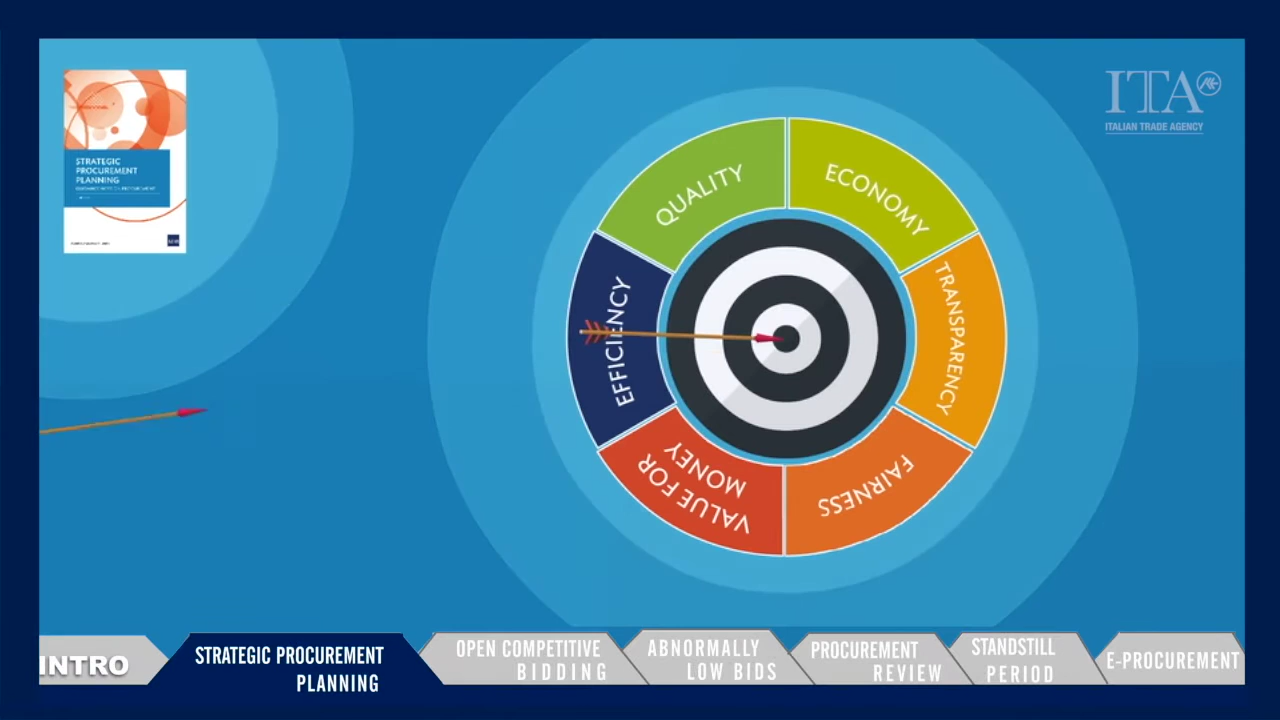 STRATEGIC
PROCUREMENT
PLANNING
ITA
ITALIAN TRADE AGENCY
QUALITY
ECONOMY
TRANSPARENCY
FAIRNESS
VALUE FOR
MONEY
EFFICIENCY
INTRO
STRATEGIC PROCUREMENT
PLANNING
OPEN COMPETITIVE
BIDDING
ABNORMALLY
LOW BIDS
PROCUREMENT
REVIEW
STANDSTILL
PERIOD
E-PROCUREMENT